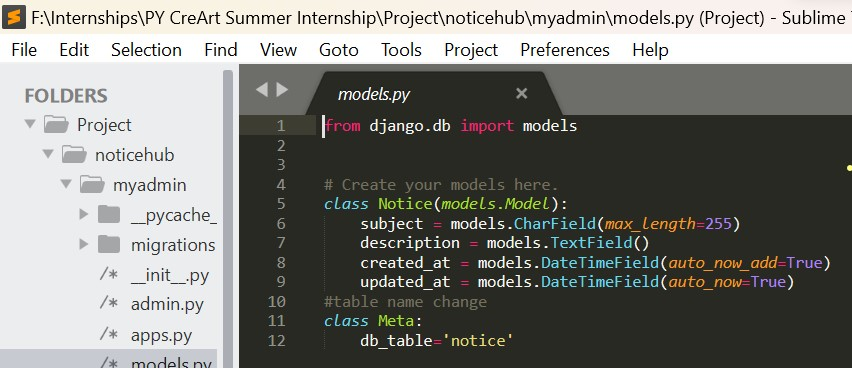 F:\Internships\PY CreArt Summer Internship\Project\noticehub\myadmin\models.py (Project) - Sublime
File Edit Selection Find View Goto Tools Project Preferences Help
FOLDERS
Project
noticehub
myadmin
__pycache_
migrations
/* __init__.py
/* admin.py
/* apps.py
/* models.py
models.py ×
1 from django.db import models
2
3
4 # Create your models here.
5 class Notice(models.Model):
6 subject = models.CharField(max_length=255)
7 description = models.TextField()
8 created_at = models.DateTimeField(auto_now_add=True)
9 updated_at = models.DateTimeField(auto_now=True)
10 #table name change
11 class Meta:
12 db_table='notice'